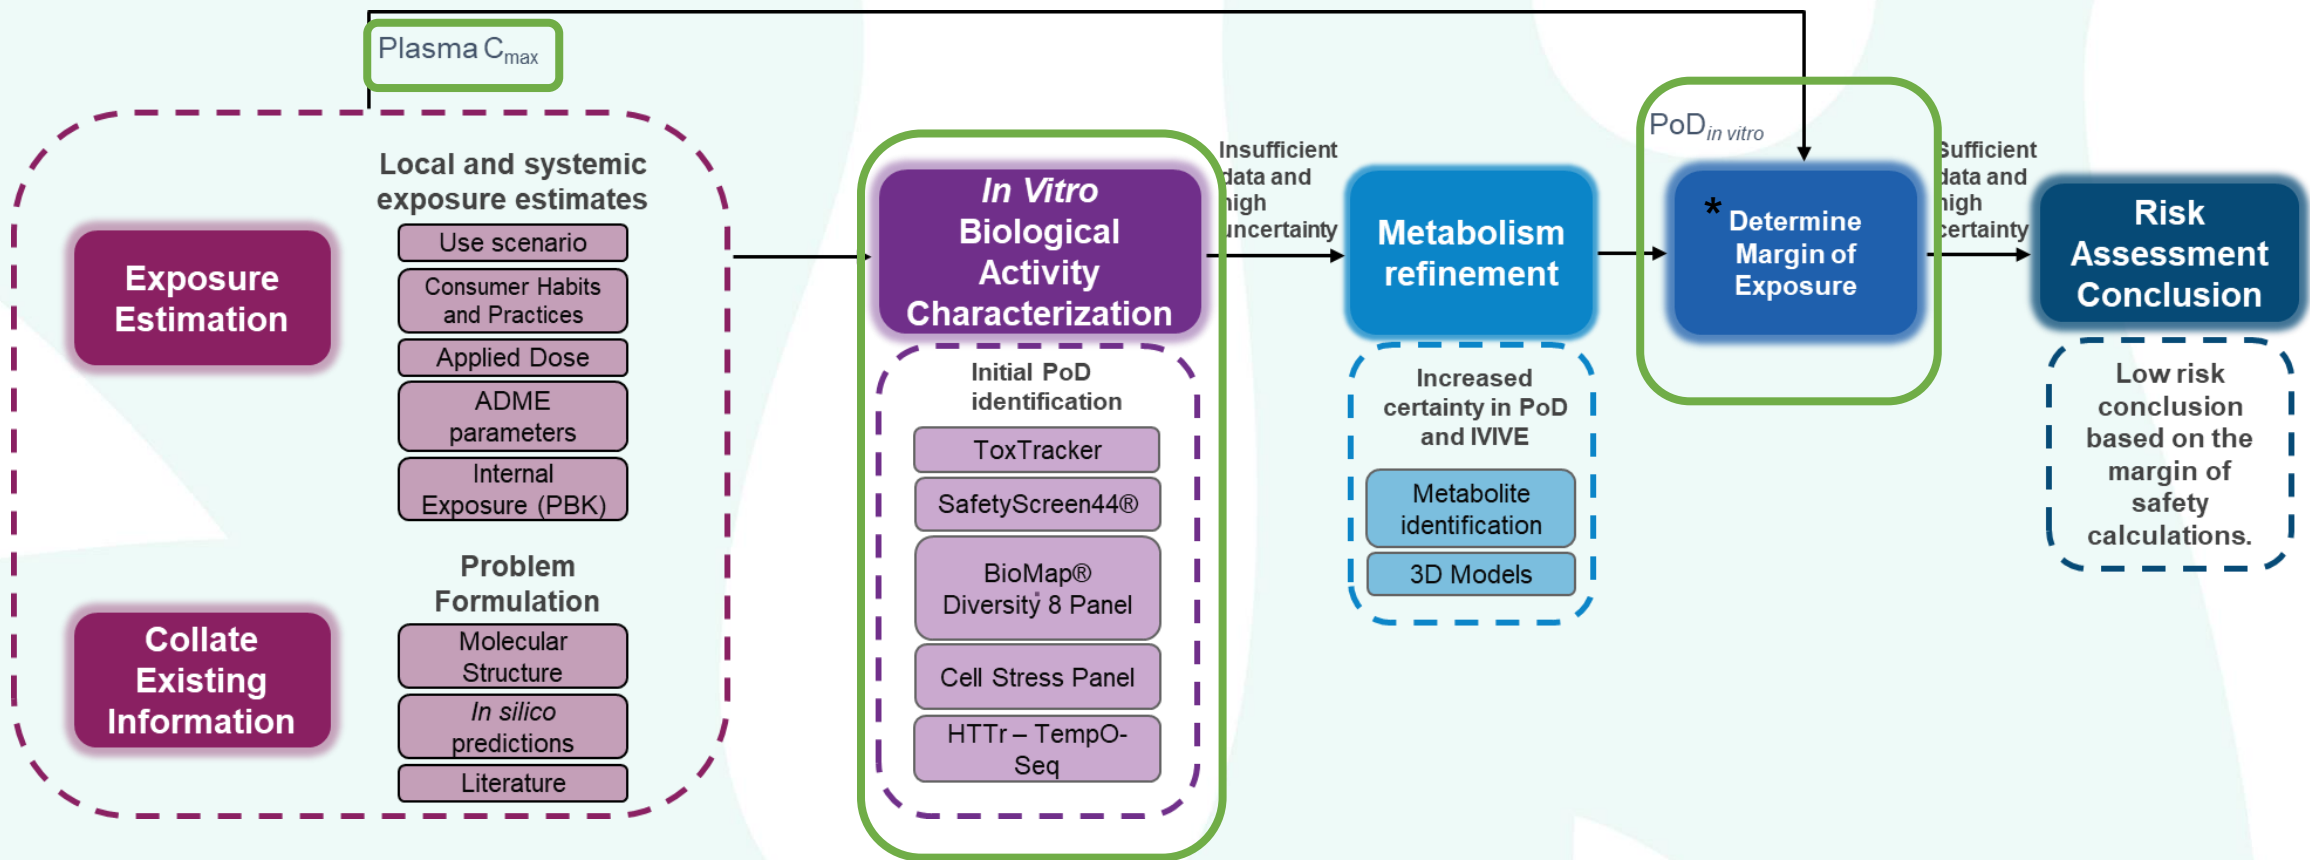 Plasma Cmax
Local and systemic
exposure estimates
Exposure
Estimation
Use scenario
Consumer Habits
and Practices
Applied Dose
ADME
parameters
Internal
Exposure (PBK)
Problem
Formulation
Collate
Existing
Information
Molecular
Structure
In silico
predictions
Literature
In Vitro
Biological
Activity
Characterization
Initial PoD
identification
ToxTracker
SafetyScreen44®
BioMap®
Diversity 8 Panel
Cell Stress Panel
HTTr – TempO-
Seq
Insufficient
data and
high
uncertainty
Metabolism
refinement
Increased
certainty in PoD
and IVIVE
Metabolite
identification
3D Models
PoDin vitro
* Determine
Margin of
Exposure
Sufficient
data and
high
certainty
Risk
Assessment
Conclusion
Low risk
conclusion
based on the
margin of
safety
calculations.